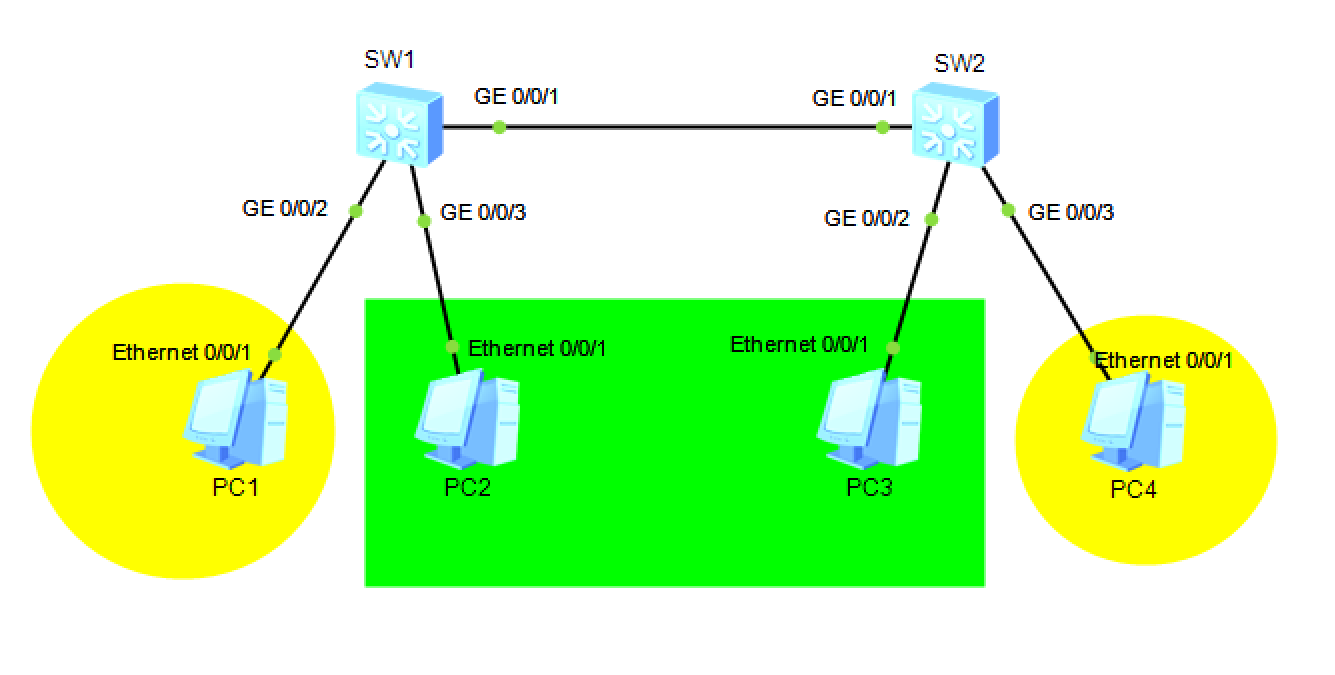 SW1
SW2
GE 0/0/1
GE 0/0/1
GE 0/0/2
GE 0/0/3
GE 0/0/2
GE 0/0/3
Ethernet 0/0/1
Ethernet 0/0/1
Ethernet 0/0/1
Ethernet 0/0/1
PC1
PC2
PC3
PC4